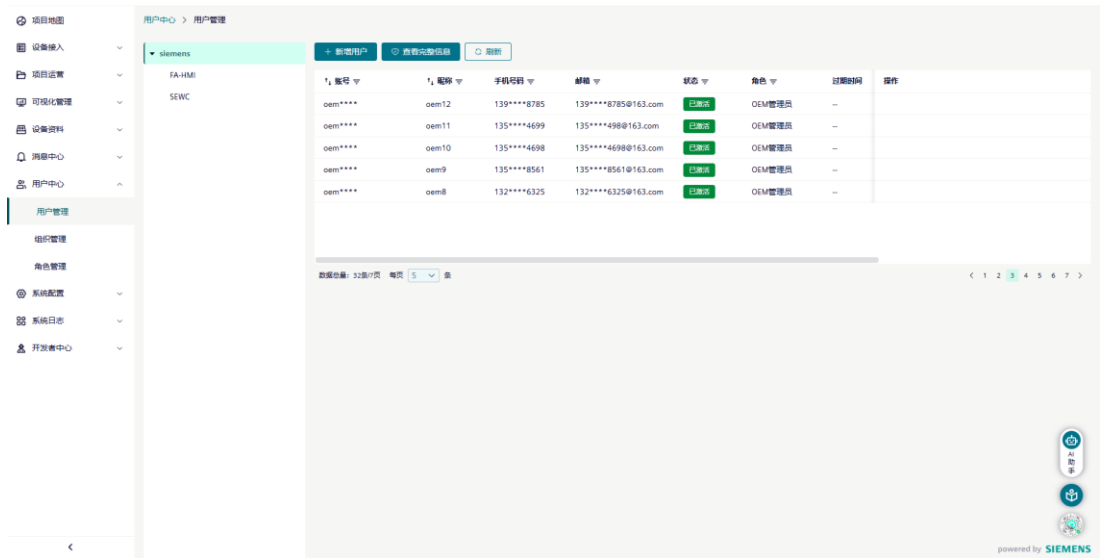 项目地图
设备接入
项目运营
可视化管理
设备资料
消息中心
用户中心
用户管理
组织管理
角色管理
系统配置
系统日志
开发者中心
用户中心 > 用户管理
siemens
FA-HMI
SEWC
+ 新增用户 查看完整信息 刷新
账号 昵称 手机号码 邮箱 状态 角色 过期时间 操作
oem**** oem12 139****8785 139****8785@163.com 已激活 OEM管理员 --
oem**** oem11 135****4699 135****498@163.com 已激活 OEM管理员 --
oem**** oem10 135****4698 135****4698@163.com 已激活 OEM管理员 --
oem**** oem9 135****8561 135****8561@163.com 已激活 OEM管理员 --
oem**** oem8 132****6325 132****6325@163.com 已激活 OEM管理员 --
数据总量: 32条/7页 每页 5 条 < 1 2 3 4 5 6 7 >
AI
助
手
powered by SIEMENS